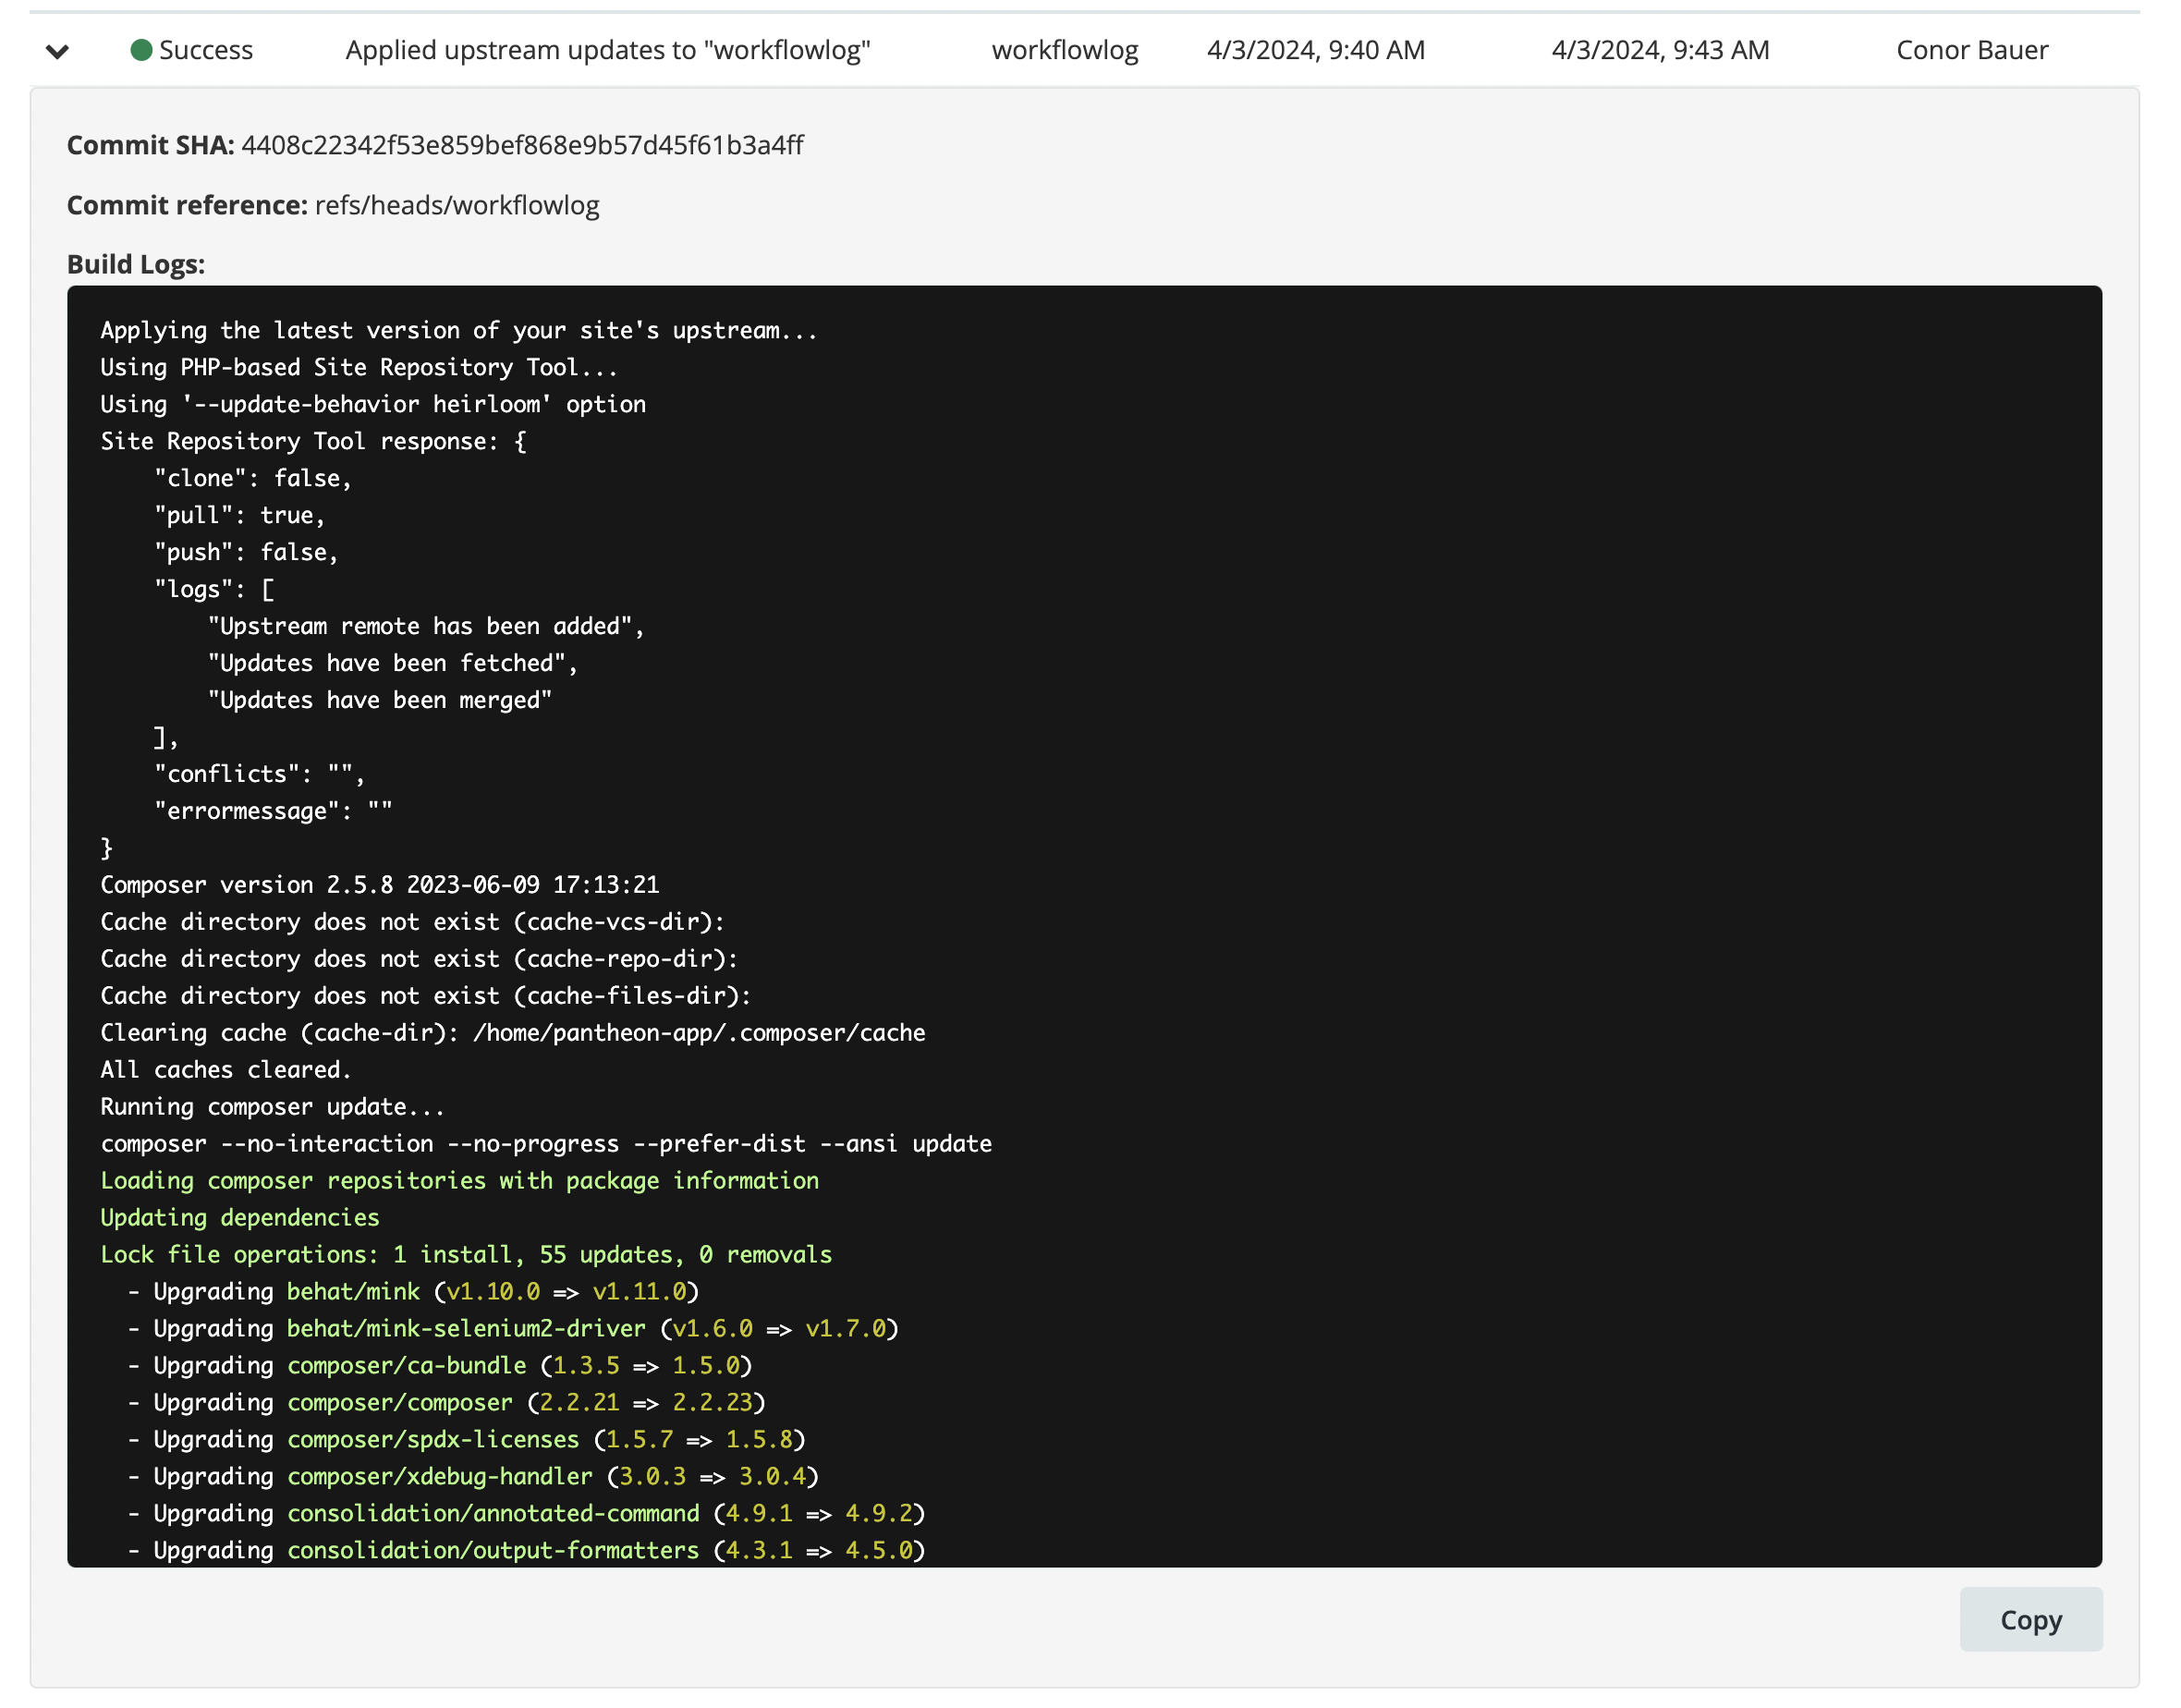 Success Applied upstream updates to "workflowlog" workflowlog 4/3/2024, 9:40 AM 4/3/2024, 9:43 AM Conor Bauer
Commit SHA: 4408c22342f53e859bef868e9b57d45f61b3a4ff
Commit reference: refs/heads/workflowlog
Build Logs:
Applying the latest version of your site's upstream...
Using PHP-based Site Repository Tool...
Using '--update-behavior heirloom' option
Site Repository Tool response: {
    "clone": false,
    "pull": true,
    "push": false,
    "logs": [
        "Upstream remote has been added",
        "Updates have been fetched",
        "Updates have been merged"
    ],
    "conflicts": "",
    "errormessage": ""
}
Composer version 2.5.8 2023-06-09 17:13:21
Cache directory does not exist (cache-vcs-dir):
Cache directory does not exist (cache-repo-dir):
Cache directory does not exist (cache-files-dir):
Clearing cache (cache-dir): /home/pantheon-app/.composer/cache
All caches cleared.
Running composer update...
composer --no-interaction --no-progress --prefer-dist --ansi update
Loading composer repositories with package information
Updating dependencies
Lock file operations: 1 install, 55 updates, 0 removals
  - Upgrading behat/mink (v1.10.0 => v1.11.0)
  - Upgrading behat/mink-selenium2-driver (v1.6.0 => v1.7.0)
  - Upgrading composer/ca-bundle (1.3.5 => 1.5.0)
  - Upgrading composer/composer (2.2.21 => 2.2.23)
  - Upgrading composer/spdx-licenses (1.5.7 => 1.5.8)
  - Upgrading composer/xdebug-handler (3.0.3 => 3.0.4)
  - Upgrading consolidation/annotated-command (4.9.1 => 4.9.2)
  - Upgrading consolidation/output-formatters (4.3.1 => 4.5.0)
Copy